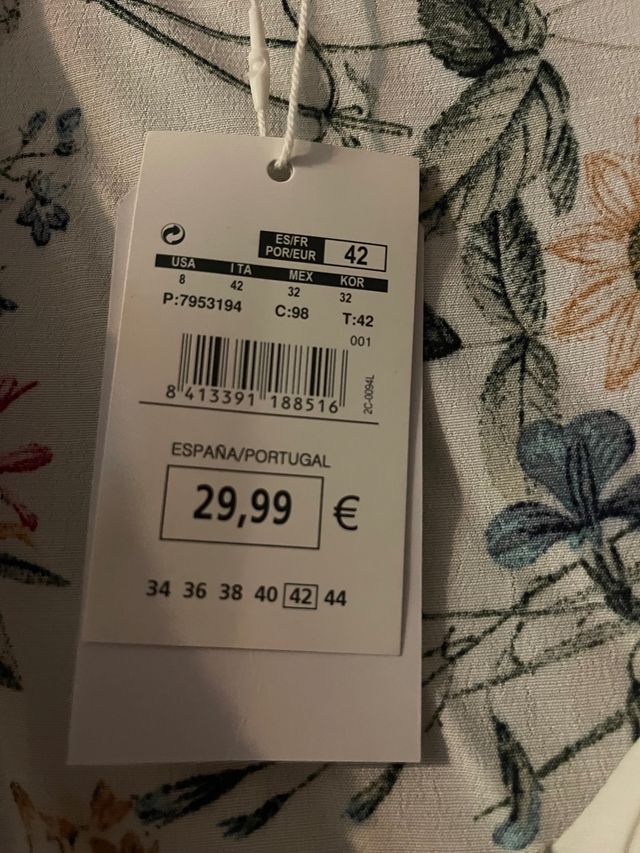 ES/FR
POR/EUR 42
USA ITA MEX KOR
8 42 32 32
P:7953194 C:98 T:42
001
8 413391 188516
2C-0094L
ESPAÑA/PORTUGAL
29,99 €
34 36 38 40 42 44